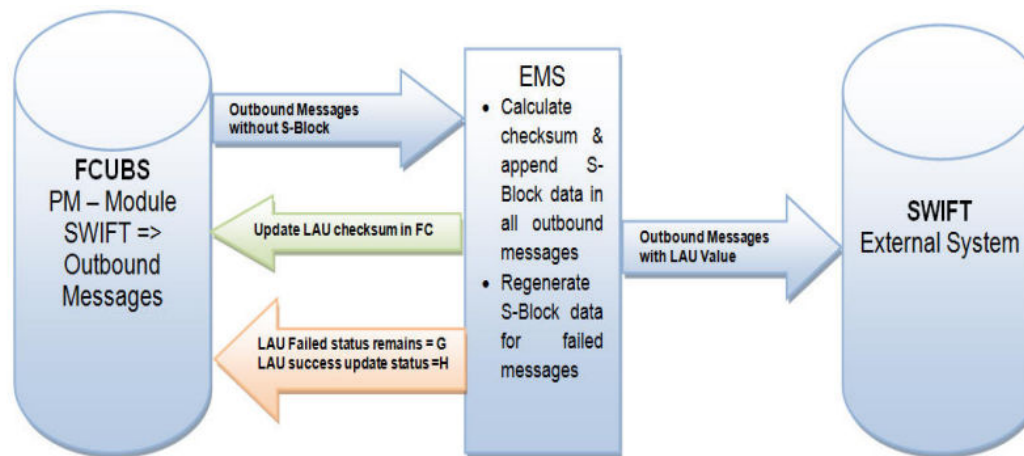 FCUBS
PM – Module
SWIFT =>
Outbound
Messages
Outbound Messages
without S-Block
Update LAU checksum in FC
LAU Failed status remains = G
LAU success update status =H
EMS
• Calculate
checksum &
append S-
Block data in
all outbound
messages
• Regenerate
S-Block data
for failed
messages
Outbound Messages
with LAU Value
SWIFT
External System